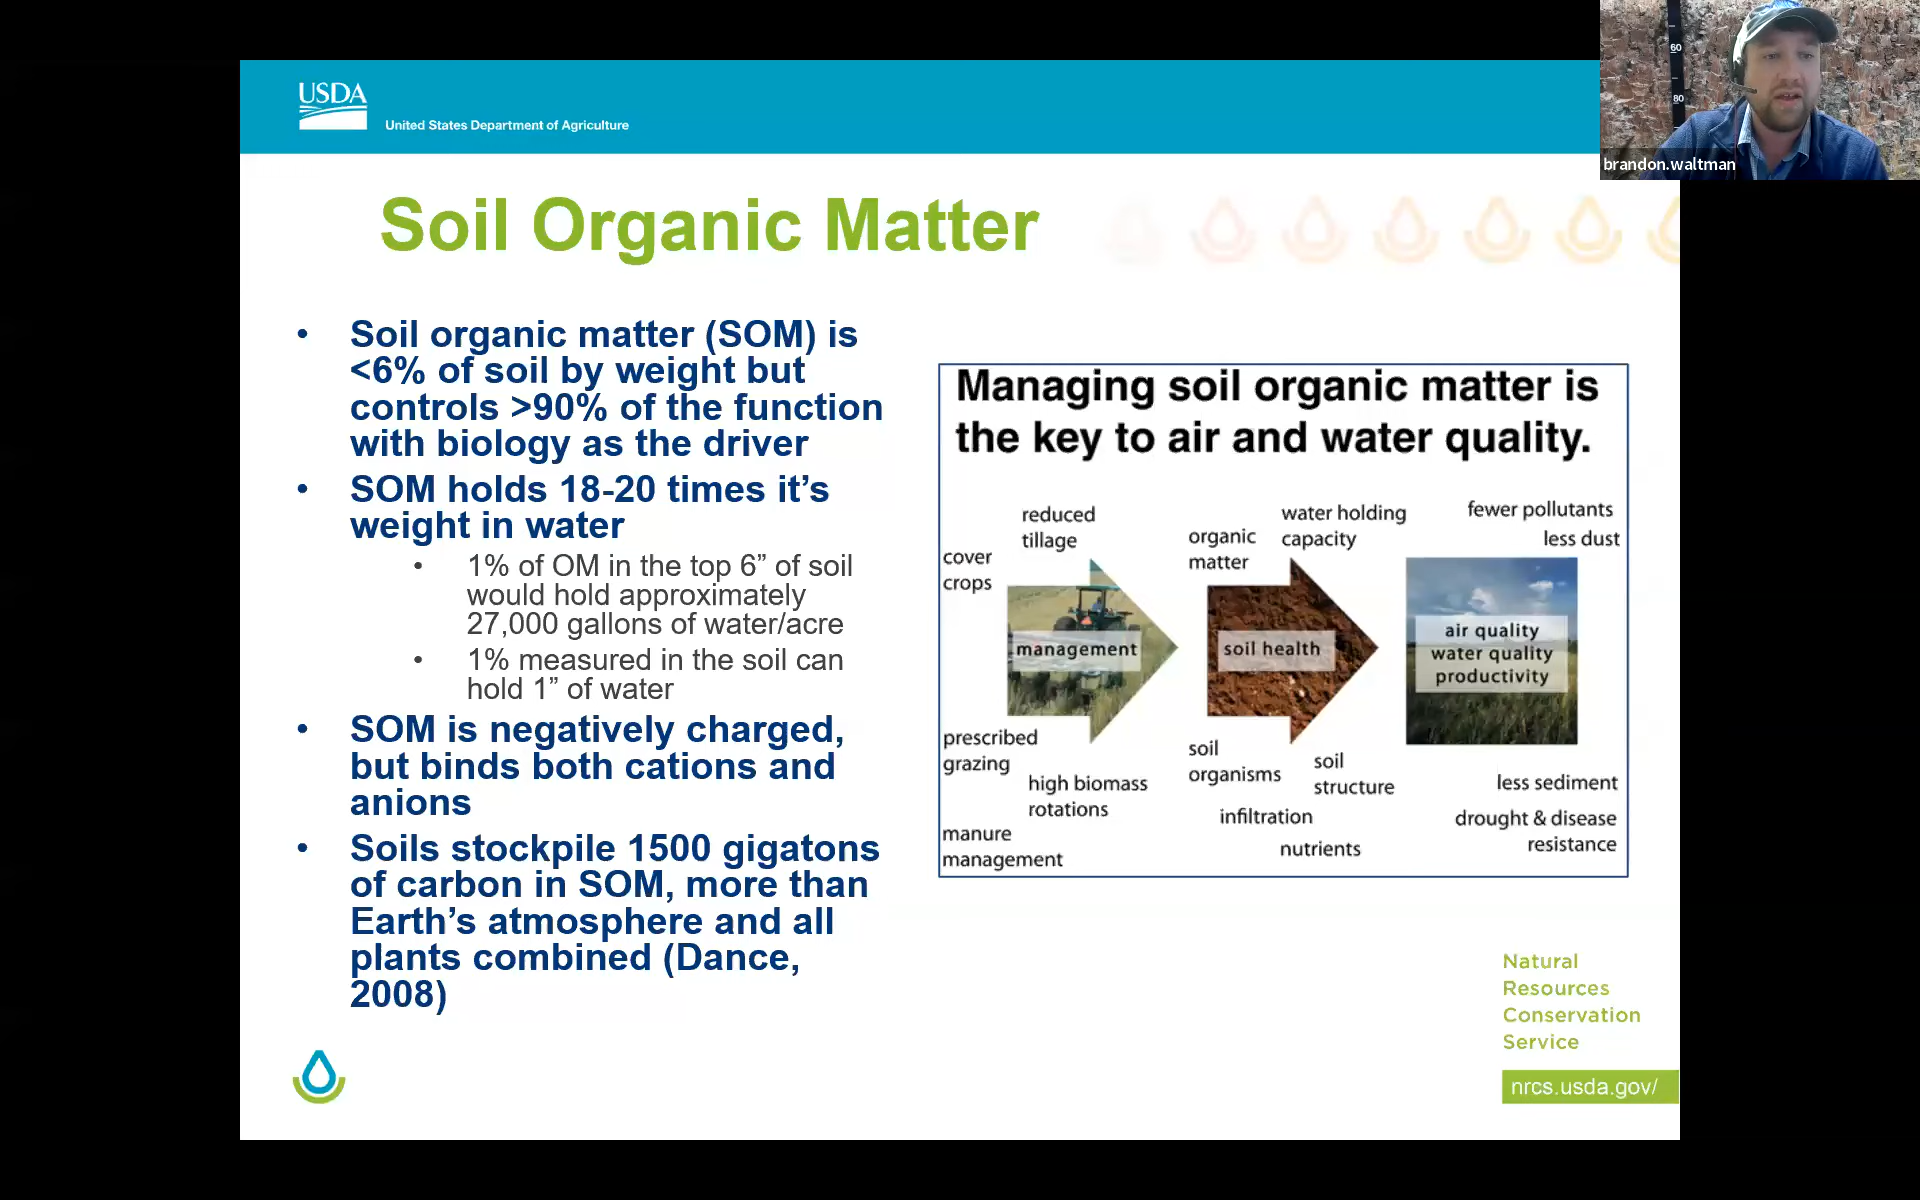 USDA
United States Department of Agriculture
60
80
brandon.waltman
Soil Organic Matter
• Soil organic matter (SOM) is
<6% of soil by weight but
controls >90% of the function
with biology as the driver
• SOM holds 18-20 times it’s
weight in water
• 1% of OM in the top 6” of soil
would hold approximately
27,000 gallons of water/acre
• 1% measured in the soil can
hold 1” of water
• SOM is negatively charged,
but binds both cations and
anions
• Soils stockpile 1500 gigatons
of carbon in SOM, more than
Earth’s atmosphere and all
plants combined (Dance,
2008)
Managing soil organic matter is
the key to air and water quality.
reduced
tillage
cover
crops
management
prescribed
grazing
high biomass
rotations
manure
management
organic
matter
water holding
capacity
soil health
soil
organisms
soil
structure
infiltration
nutrients
fewer pollutants
less dust
air quality
water quality
productivity
less sediment
drought & disease
resistance
Natural
Resources
Conservation
Service
nrcs.usda.gov/